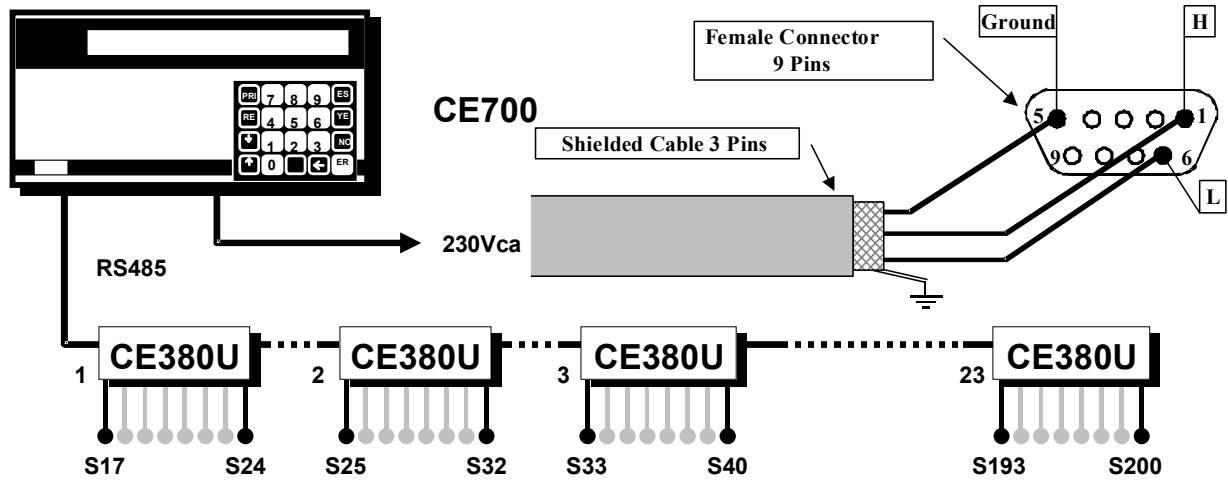 Ground
H
Female Connector
9 Pins
PRI 7 8 9 ES
RE 4 5 6 YE
1 2 3 NO
0 ER
CE700
5 1
Shielded Cable 3 Pins
9 6
L
230Vca
RS485
CE380U CE380U CE380U CE380U
1 2 3 23
S17 S24 S25 S32 S33 S40 S193 S200